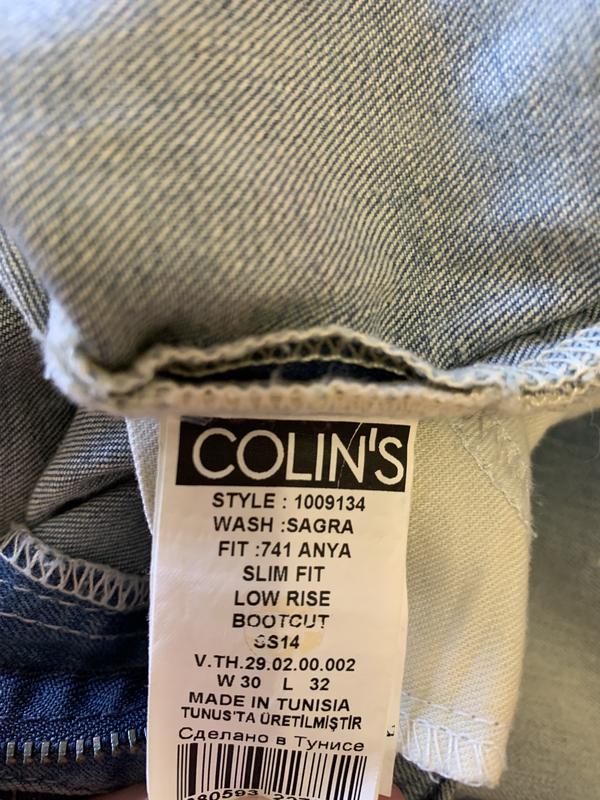 COLIN'S
STYLE : 1009134
WASH :SAGRA
FIT :741 ANYA
SLIM FIT
LOW RISE
BOOTCUT
SS14
V.TH.29.02.00.002
W 30 L 32
MADE IN TUNISIA
TUNUS'TA ÜRETİLMİŞTİR
Сделано в Тунисе